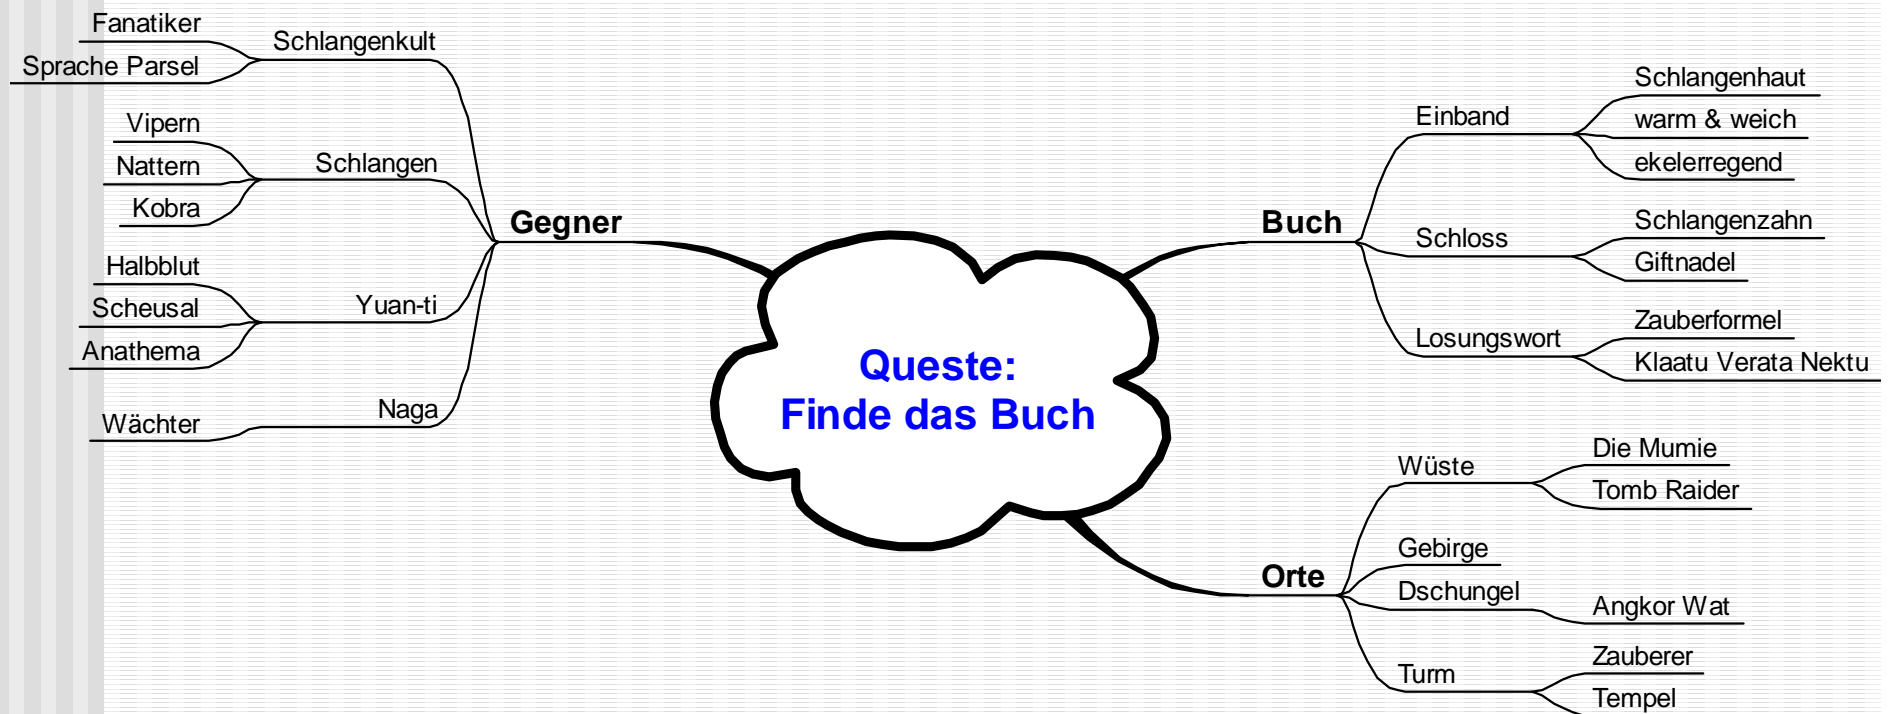 Fanatiker
Sprache Parsel
Schlangenkult
Vipern
Nattern
Kobra
Schlangen
Halbblut
Scheusal
Anathema
Yuan-ti
Wächter
Naga
Gegner
Queste:
Finde das Buch
Buch
Einband
Schlangenhaut
warm & weich
ekelerregend
Schloss
Schlangenzahn
Giftnadel
Losungswort
Zauberformel
Klaatu Verata Nektu
Orte
Wüste
Die Mumie
Tomb Raider
Gebirge
Dschungel
Angkor Wat
Turm
Zauberer
Tempel